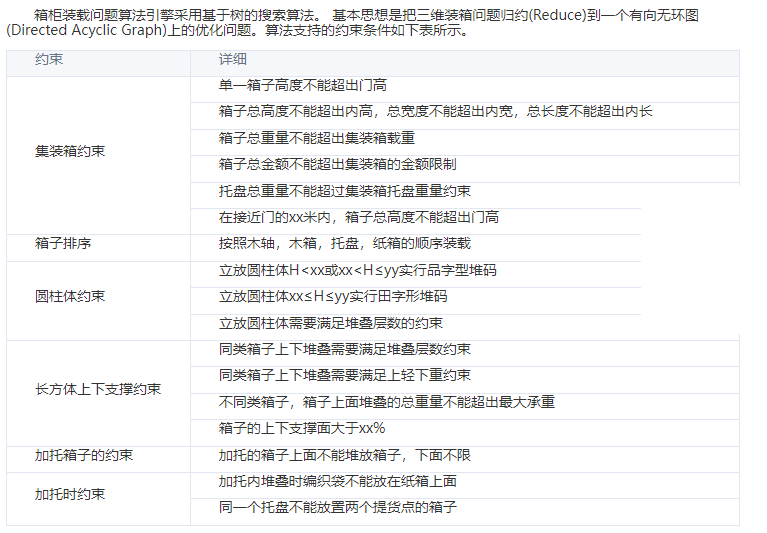 箱柜装载问题算法引擎采用基于树的搜索算法。 基本思想是把三维装箱问题归约(Reduce)到一个有向无环图
(Directed Acyclic Graph)上的优化问题。算法支持的约束条件如下表所示。
约束 详细
集装箱约束
单一箱子高度不能超出门高
箱子总高度不能超出内高，总宽度不能超出内宽，总长度不能超出内长
箱子总重量不能超出集装箱载重
箱子总金额不能超出集装箱的金额限制
托盘总重量不能超过集装箱托盘重量约束
在接近门的xx米内，箱子总高度不能超出门高
箱子排序 按照木轴，木箱，托盘，纸箱的顺序装载
圆柱体约束
立放圆柱体H<xx或xx<H≤yy实行品字型堆码
立放圆柱体xx≤H≤yy实行田字形堆码
立放圆柱体需要满足堆叠层数的约束
长方体上下支撑约束
同类箱子上下堆叠需要满足堆叠层数约束
同类箱子上下堆叠需要满足上轻下重约束
不同类箱子，箱子上面堆叠的总重量不能超出最大承重
箱子的上下支撑面大于xx%
加托箱子的约束 加托的箱子上面不能堆放箱子，下面不限
加托时约束
加托内堆叠时编织袋不能放在纸箱上面
同一个托盘不能放置两个提货点的箱子